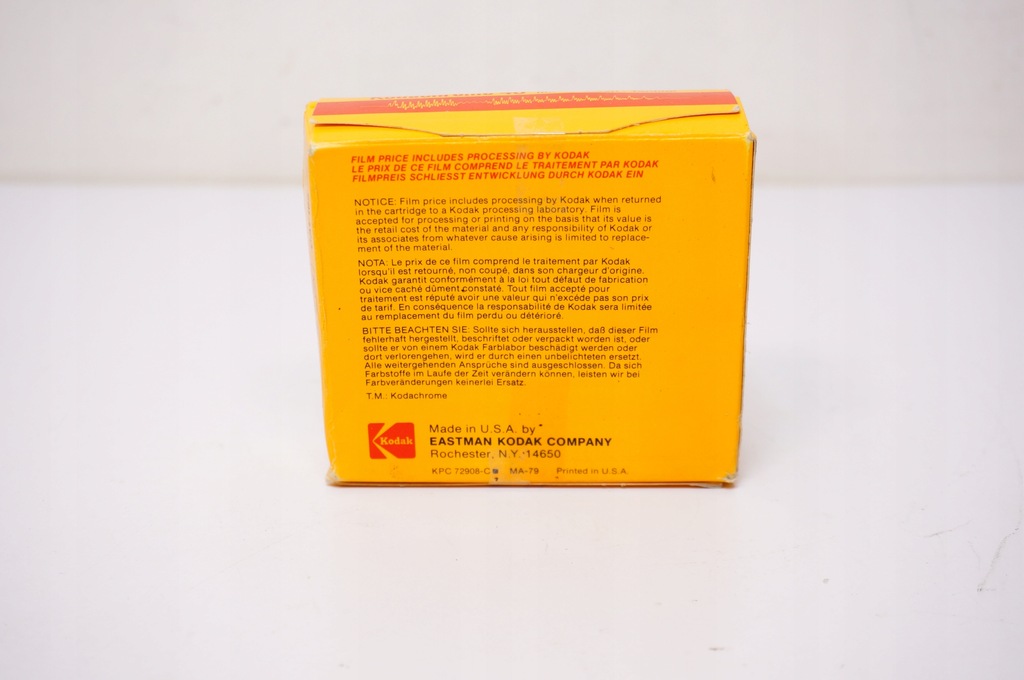 FILM PRICE INCLUDES PROCESSING BY KODAK
LE PRIX DE CE FILM COMPREND LE TRAITEMENT PAR KODAK
FILMPREIS SCHLIESST ENTWICKLUNG DURCH KODAK EIN
NOTICE: Film price includes processing by Kodak when returned
in the cartridge to a Kodak processing laboratory. Film is
accepted for processing or printing on the basis that its value is
the retail cost of the material and any responsibility of Kodak or
its associates from whatever cause arising is limited to replace-
ment of the material.
NOTA: Le prix de ce film comprend le traitement par Kodak
lorsqu'il est retourné, non coupé, dans son chargeur d'origine.
Kodak garantit conformément à la loi tout défaut de fabrication
ou vice caché dûment constaté. Tout film accepté pour
traitement est réputé avoir une valeur qui n'excède pas son prix
de tarif. En conséquence la responsabilité de Kodak sera limitée
au remplacement du film perdu ou détérioré.
BITTE BEACHTEN SIE: Sollte sich herausstellen, daß dieser Film
fehlerhaft hergestellt, beschriftet oder verpackt worden ist, oder
sollte er von einem Kodak Farblabor beschädigt werden oder
dort verlorengehen, wird er durch einen unbelichteten ersetzt.
Alle weitergehenden Ansprüche sind ausgeschlossen. Da sich
Farbstoffe im Laufe der Zeit verändern können, leisten wir bei
Farbveränderungen keinerlei Ersatz.
T.M.: Kodachrome
Kodak
Made in U.S.A. by
EASTMAN KODAK COMPANY
Rochester, N.Y. 14650
KPC 72908-C MA-79 Printed in U.S.A.